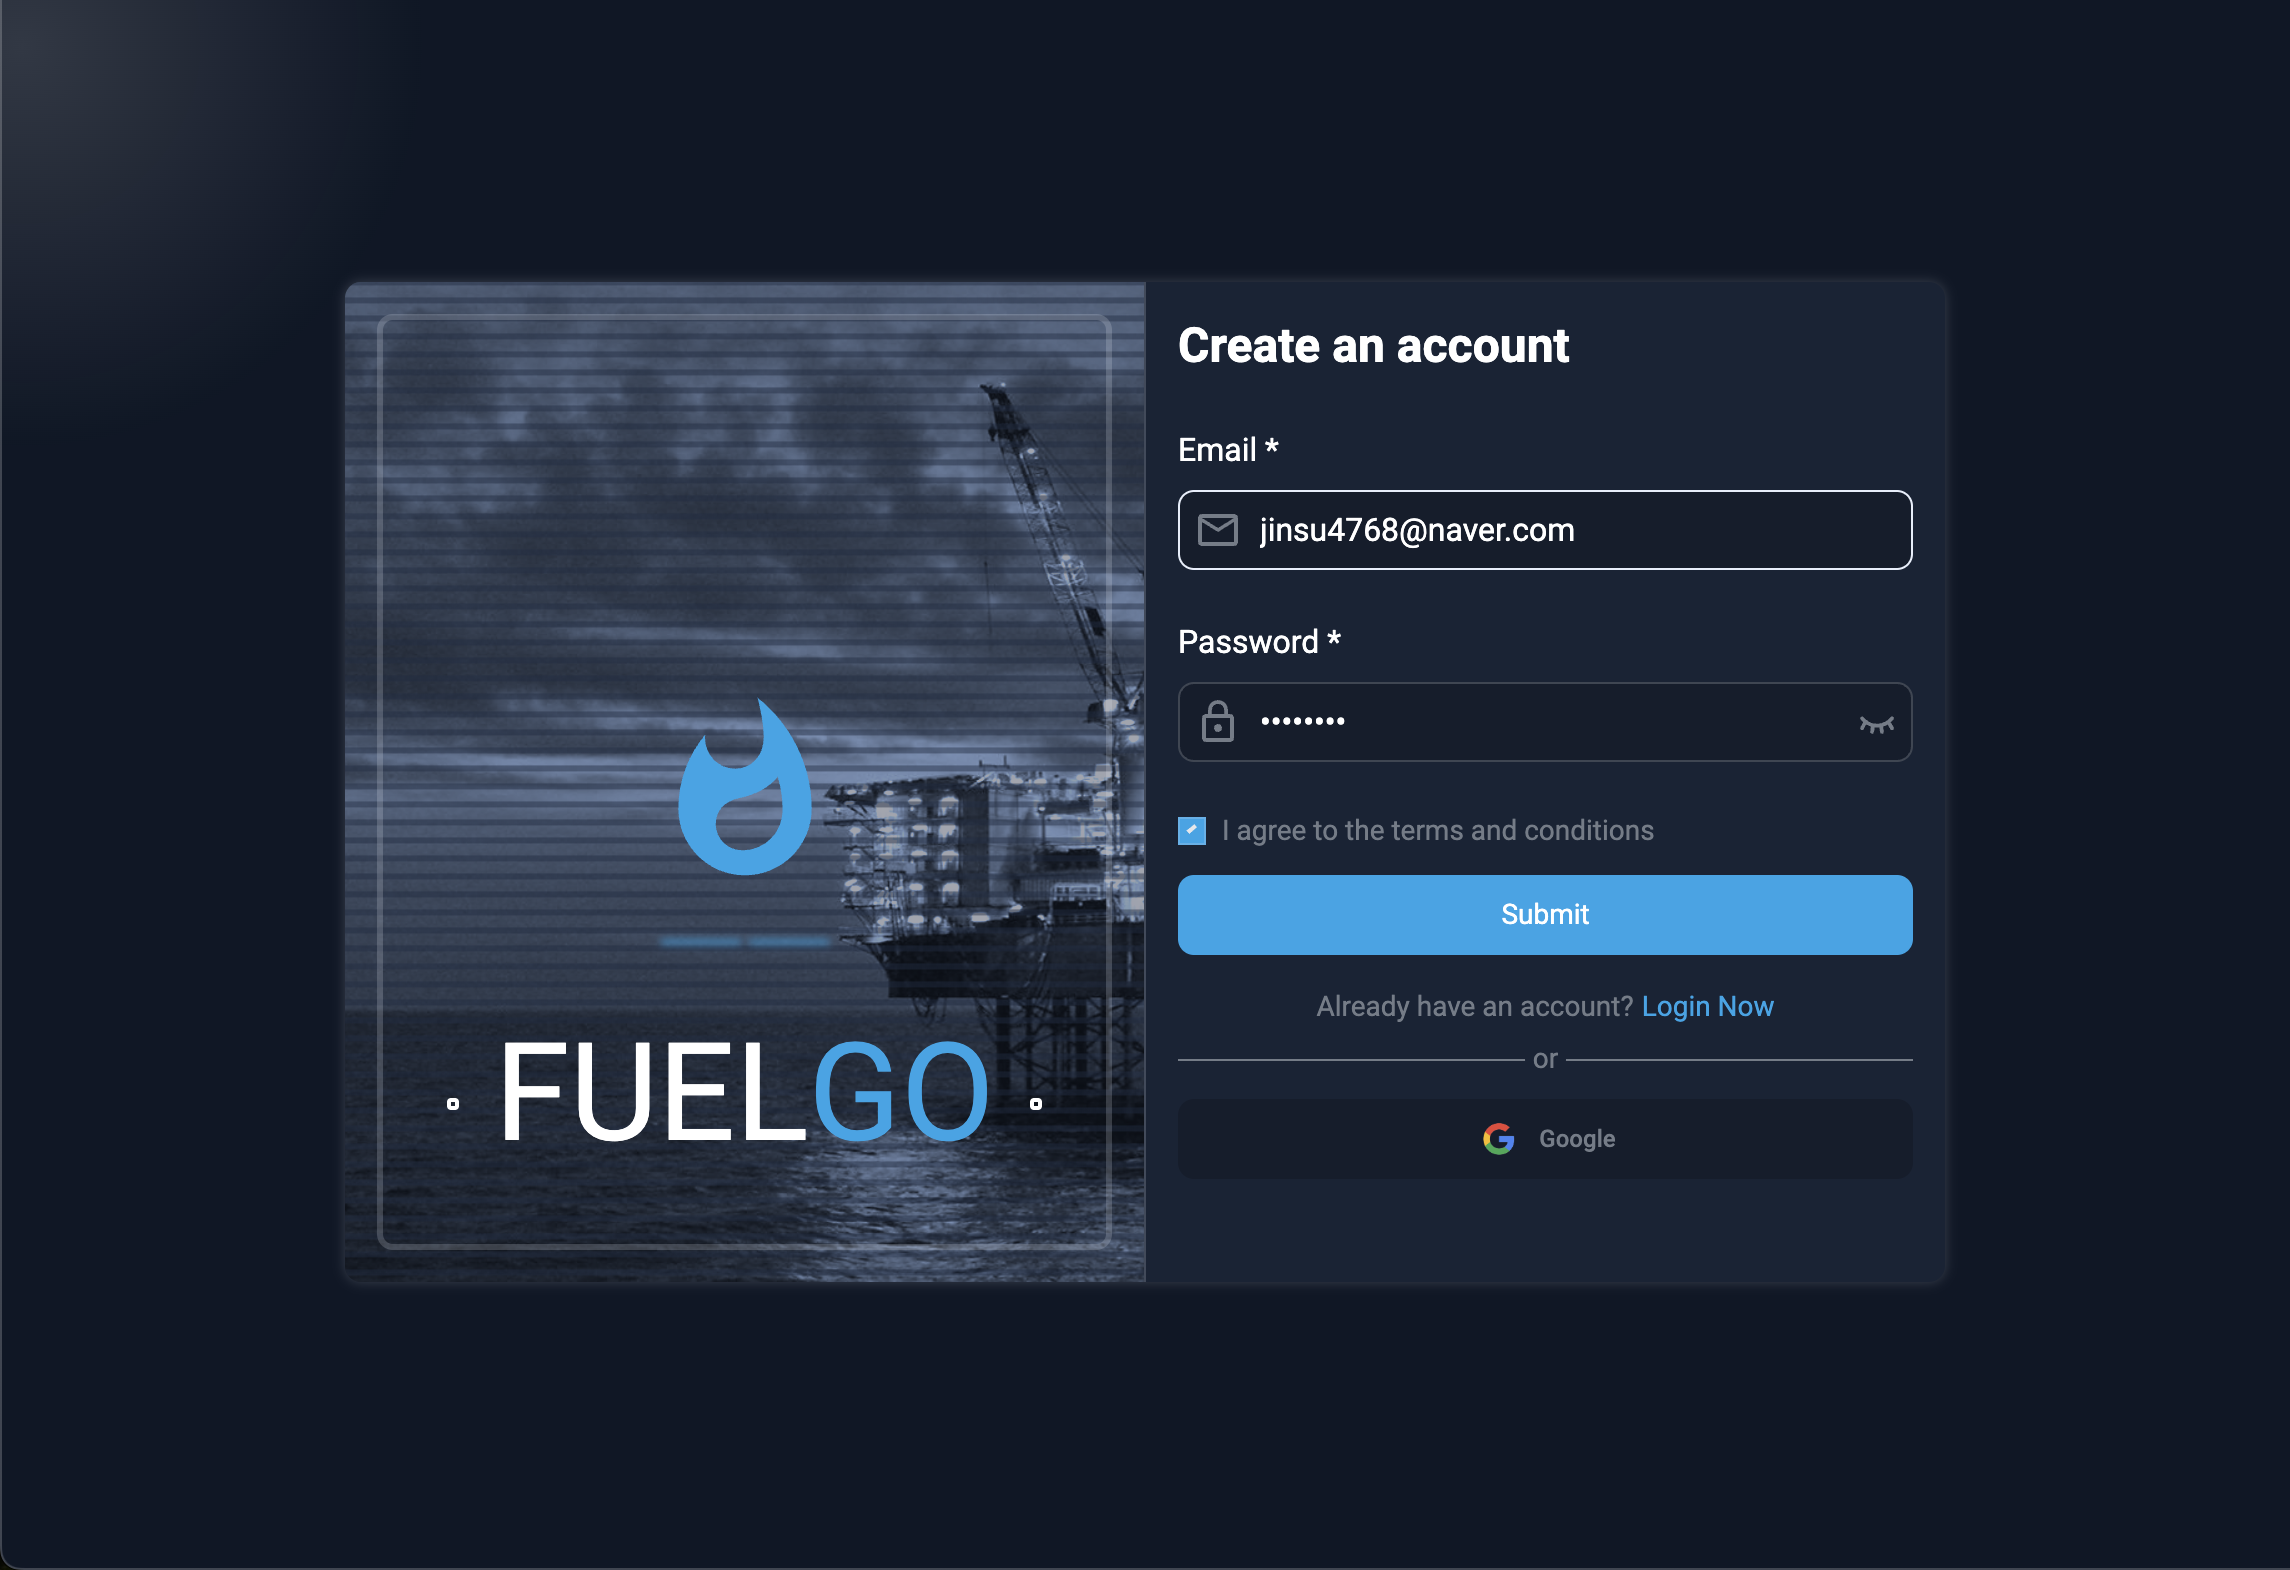 FUELGO
Create an account
Email *
jinsu4768@naver.com
Password *
••••••••
I agree to the terms and conditions
Submit
Already have an account? Login Now
or
Google